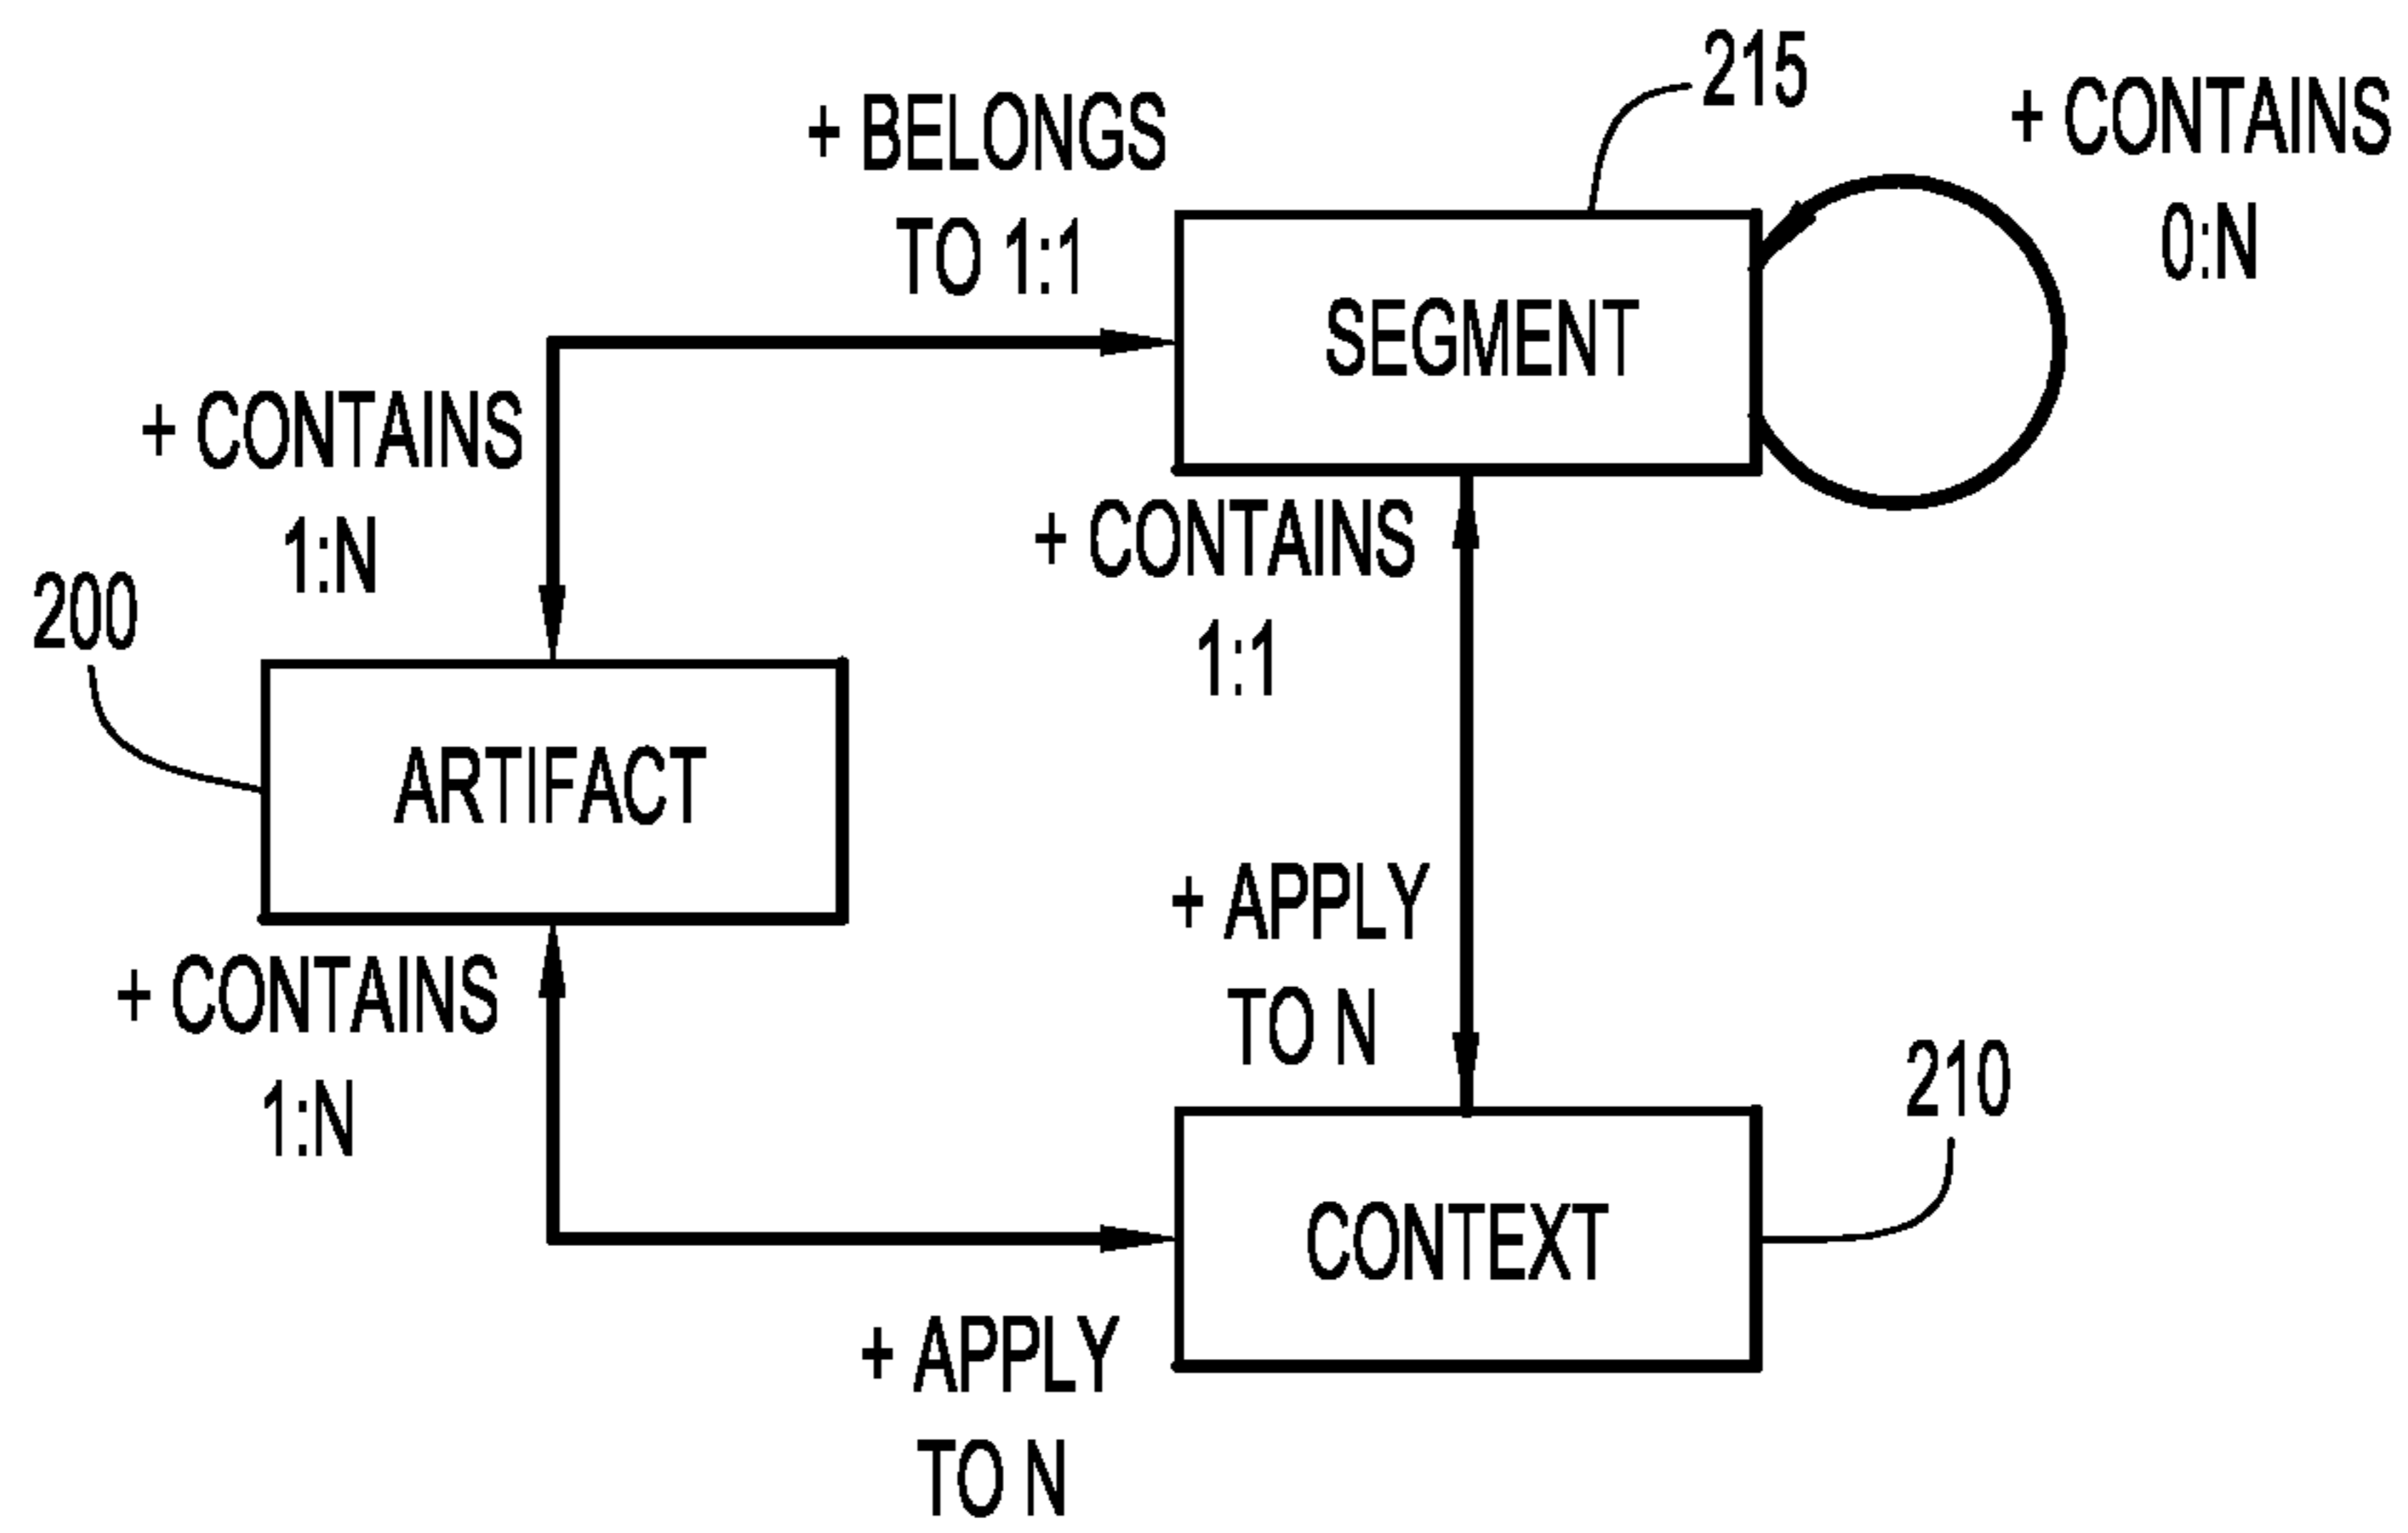 215
+ CONTAINS
0:N
+ BELONGS
TO 1:1
SEGMENT
+ CONTAINS
1:N
+ CONTAINS
1:1
200
ARTIFACT
+ APPLY
TO N
+ CONTAINS
1:N
210
CONTEXT
+ APPLY
TO N